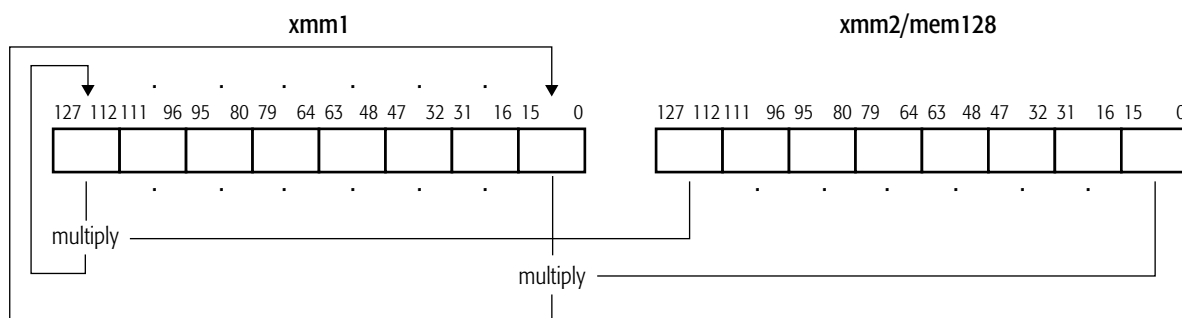 xmm1 xmm2/mem128
127 112 111 96 95 80 79 64 63 48 47 32 31 16 15 0 127 112 111 96 95 80 79 64 63 48 47 32 31 16 15 0
multiply
multiply